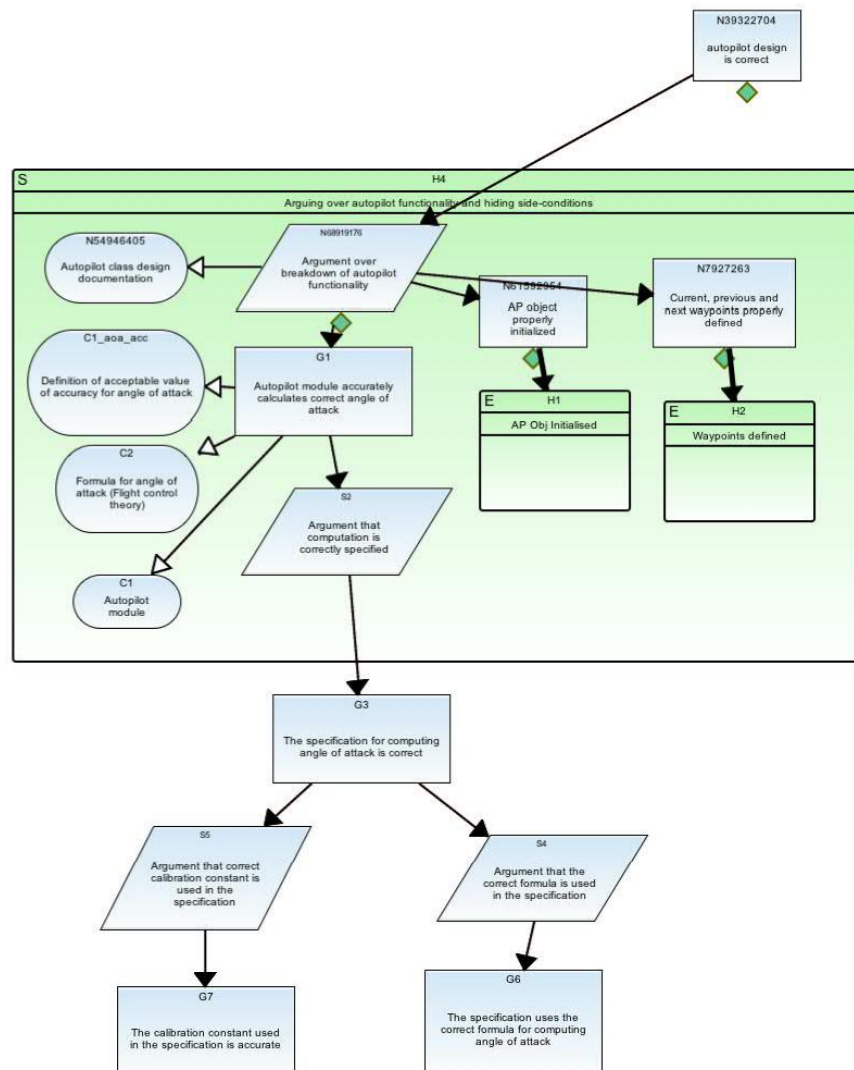 N39322704
autopilot design
is correct
S
H4
Arguing over autopilot functionality and hiding side-conditions
N54946405
Autopilot class design
documentation
N68919176
Argument over
breakdown of autopilot
functionality
N61592954
AP object
properly
initialized
N7927263
Current, previous and
next waypoints properly
defined
C1_aoa_acc
Definition of acceptable value
of accuracy for angle of attack
G1
Autopilot module accurately
calculates correct angle of
attack
E
H1
AP Obj Initialised
E
H2
Waypoints defined
C2
Formula for angle of
attack (Flight control
theory)
S2
Argument that
computation is
correctly specified
C1
Autopilot
module
G3
The specification for computing
angle of attack is correct
S5
Argument that correct
calibration constant is
used in the
specification
S4
Argument that the
correct formula is used
in the specification
G7
The calibration constant used
in the specification is accurate
G6
The specification uses the
correct formula for computing
angle of attack